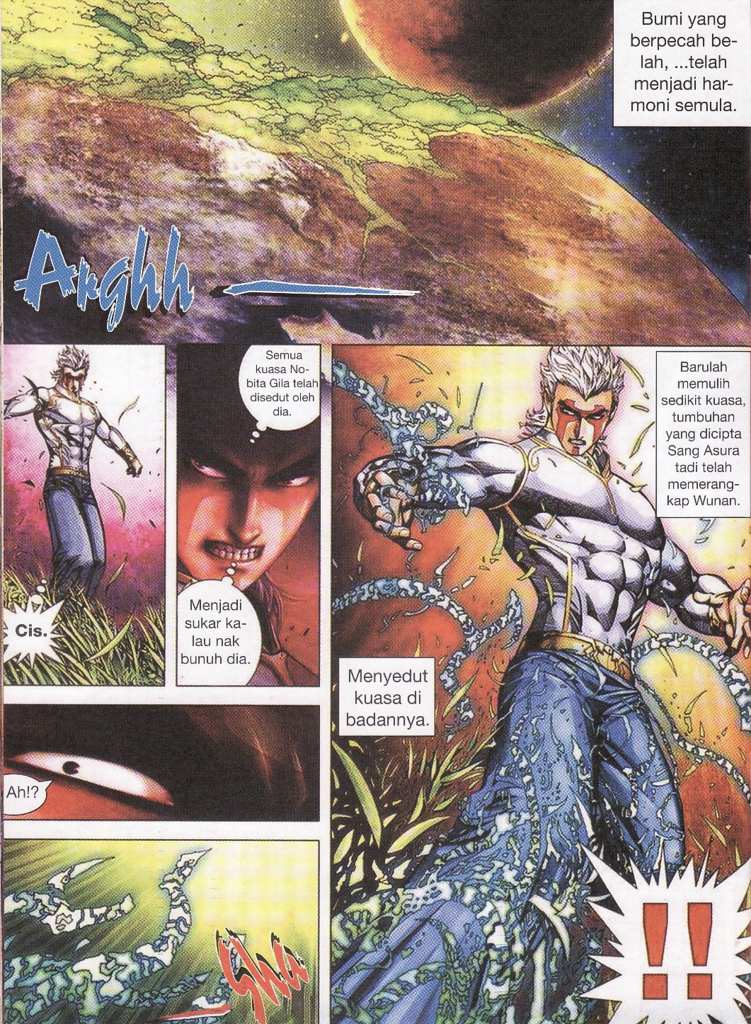 Bumi yang
berpecah be-
lah, ...telah
menjadi har-
moni semula.
Arghh
Cis.
Semua
kuasa No-
bita Gila telah
disedut oleh
dia.
Menjadi
sukar ka-
lau nak
bunuh dia.
Barulah
memulih
sedikit kuasa,
tumbuhan
yang dicipta
Sang Asura
tadi telah
memerang-
kap Wunan.
Menyedut
kuasa di
badannya.
Ah!?
Gha
!!